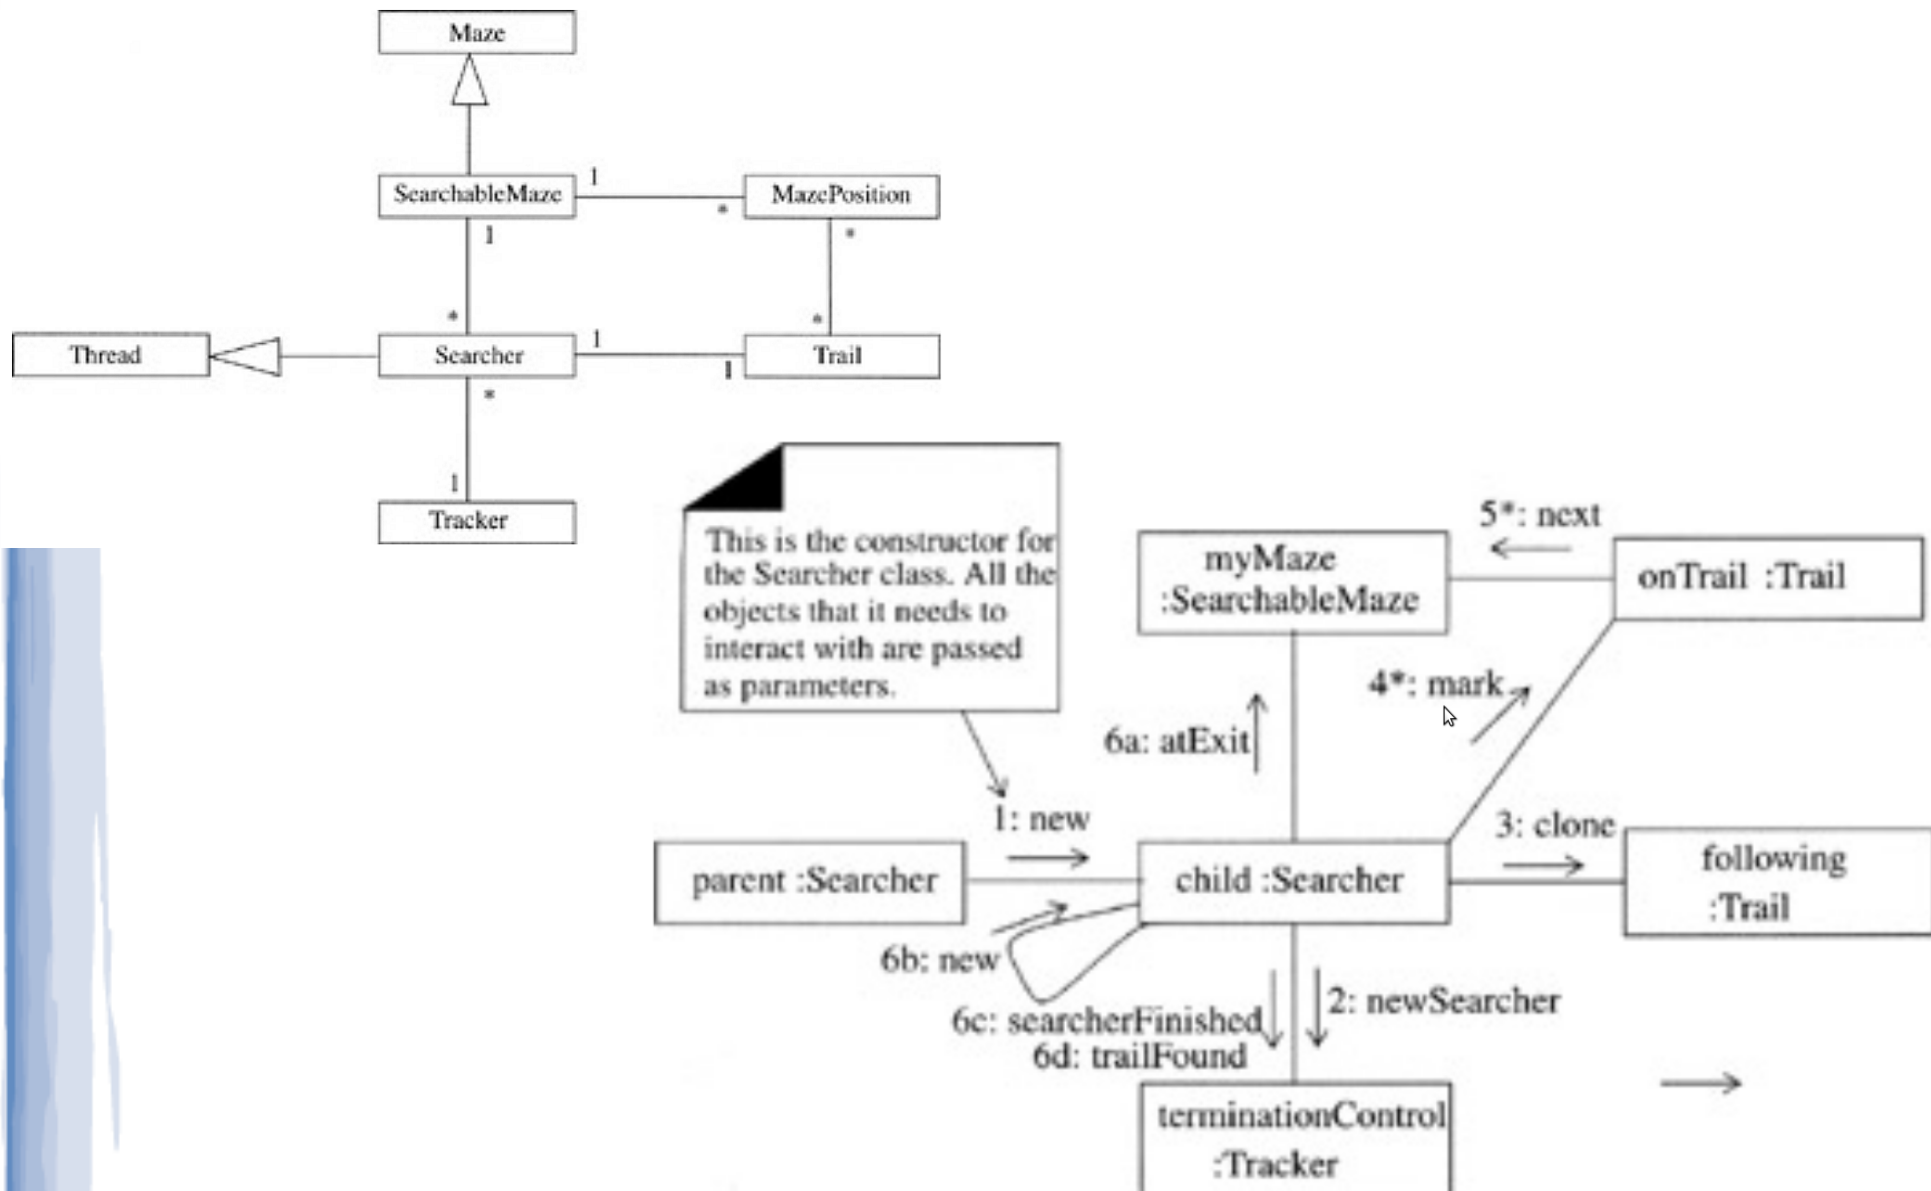 Maze
SearchableMaze
1
*
MazePosition
1
*
*
*
Thread
Searcher
1
1
Trail
*
1
Tracker
This is the constructor for
the Searcher class. All the
objects that it needs to
interact with are passed
as parameters.
myMaze
:SearchableMaze
5*: next
onTrail :Trail
4*: mark
6a: atExit
1: new
3: clone
parent :Searcher
child :Searcher
following
:Trail
6b: new
6c: searcherFinished
6d: trailFound
2: newSearcher
terminationControl
:Tracker